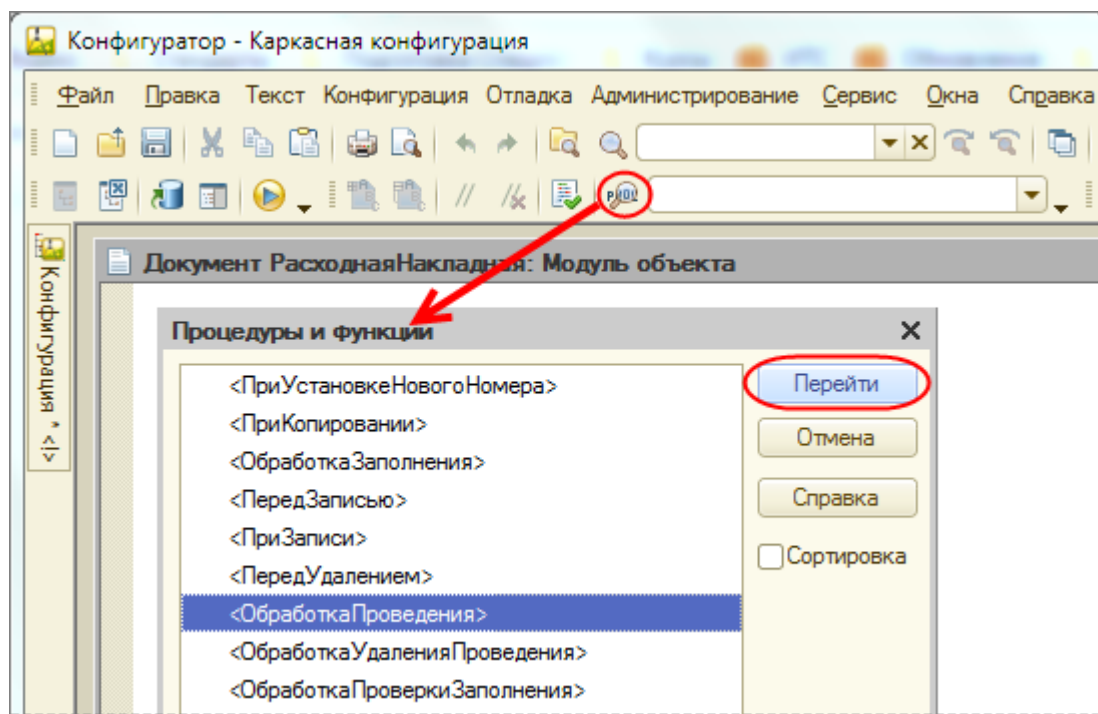 Конфигуратор - Каркасная конфигурация
Файл Правка Текст Конфигурация Отладка Администрирование Сервис Окна Справка
Конфигурация * <!>
Документ РасходнаяНакладная: Модуль объекта
Процедуры и функции
<ПриУстановкеНовогоНомера>
<ПриКопировании>
<ОбработкаЗаполнения>
<ПередЗаписью>
<ПриЗаписи>
<ПередУдалением>
<ОбработкаПроведения>
<ОбработкаУдаленияПроведения>
<ОбработкаПроверкиЗаполнения>
Перейти
Отмена
Справка
Сортировка